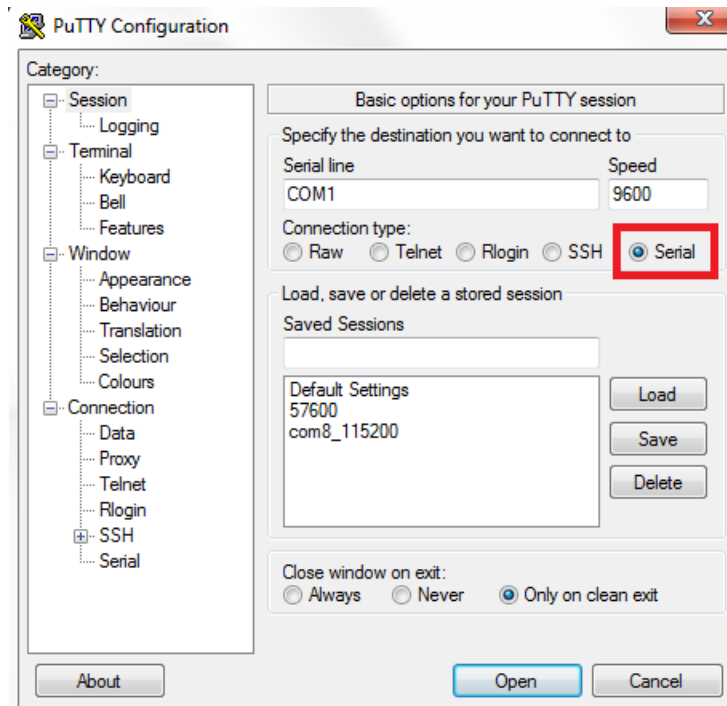 PuTTY Configuration
Category:
Session
Logging
Terminal
Keyboard
Bell
Features
Window
Appearance
Behaviour
Translation
Selection
Colours
Connection
Data
Proxy
Telnet
Rlogin
SSH
Serial
Basic options for your PuTTY session
Specify the destination you want to connect to
Serial line Speed
COM1 9600
Connection type:
Raw Telnet Rlogin SSH Serial
Load, save or delete a stored session
Saved Sessions
Default Settings
57600
com8_115200
Load
Save
Delete
Close window on exit:
Always Never Only on clean exit
About Open Cancel